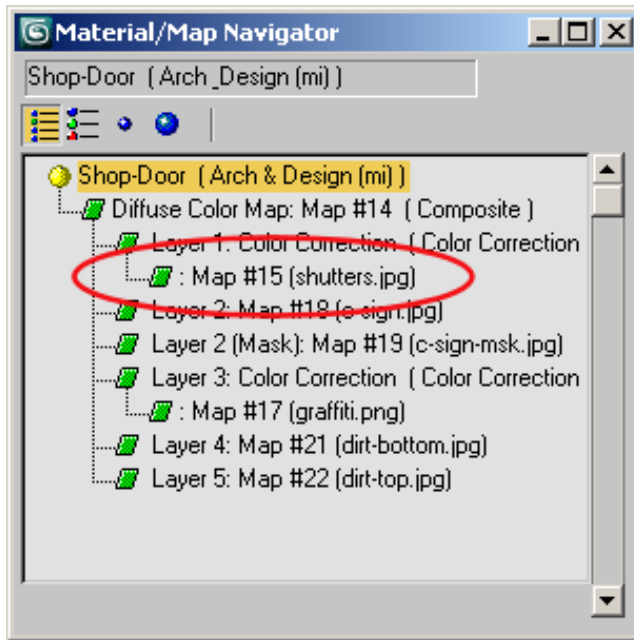 Material/Map Navigator
Shop-Door ( Arch_Design (mi) )
Shop-Door ( Arch & Design (mi) )
Diffuse Color Map: Map #14 ( Composite )
Layer 1: Color Correction ( Color Correction
: Map #15 (shutters.jpg)
Layer 2: Map #18 (c-sign.jpg)
Layer 2 (Mask): Map #19 (c-sign-msk.jpg)
Layer 3: Color Correction ( Color Correction
: Map #17 (graffiti.png)
Layer 4: Map #21 (dirt-bottom.jpg)
Layer 5: Map #22 (dirt-top.jpg)